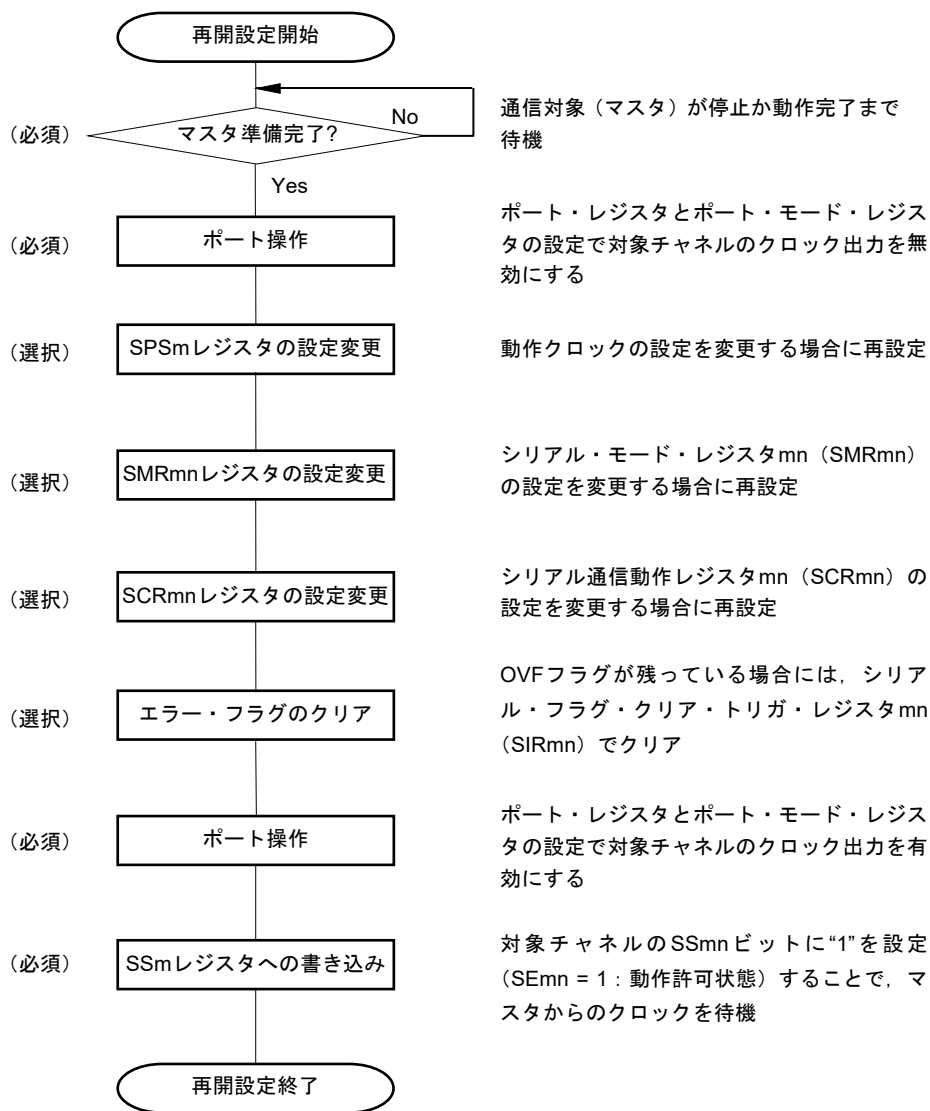 再開設定開始
No
通信対象（マスタ）が停止か動作完了まで
待機
（必須）
マスタ準備完了?
Yes
（必須）
ポート操作
ポート・レジスタとポート・モード・レジス
タの設定で対象チャネルのクロック出力を無
効にする
（選択）
SPSmレジスタの設定変更
動作クロックの設定を変更する場合に再設定
（選択）
SMRmnレジスタの設定変更
シリアル・モード・レジスタmn（SMRmn）
の設定を変更する場合に再設定
（選択）
SCRmnレジスタの設定変更
シリアル通信動作レジスタmn（SCRmn）の
設定を変更する場合に再設定
（選択）
エラー・フラグのクリア
OVFフラグが残っている場合には，シリア
ル・フラグ・クリア・トリガ・レジスタmn
（SIRmn）でクリア
（必須）
ポート操作
ポート・レジスタとポート・モード・レジス
タの設定で対象チャネルのクロック出力を有
効にする
（必須）
SSmレジスタへの書き込み
対象チャネルのSSmnビットに“1”を設定
（SEmn = 1：動作許可状態）することで，マ
スタからのクロックを待機
再開設定終了